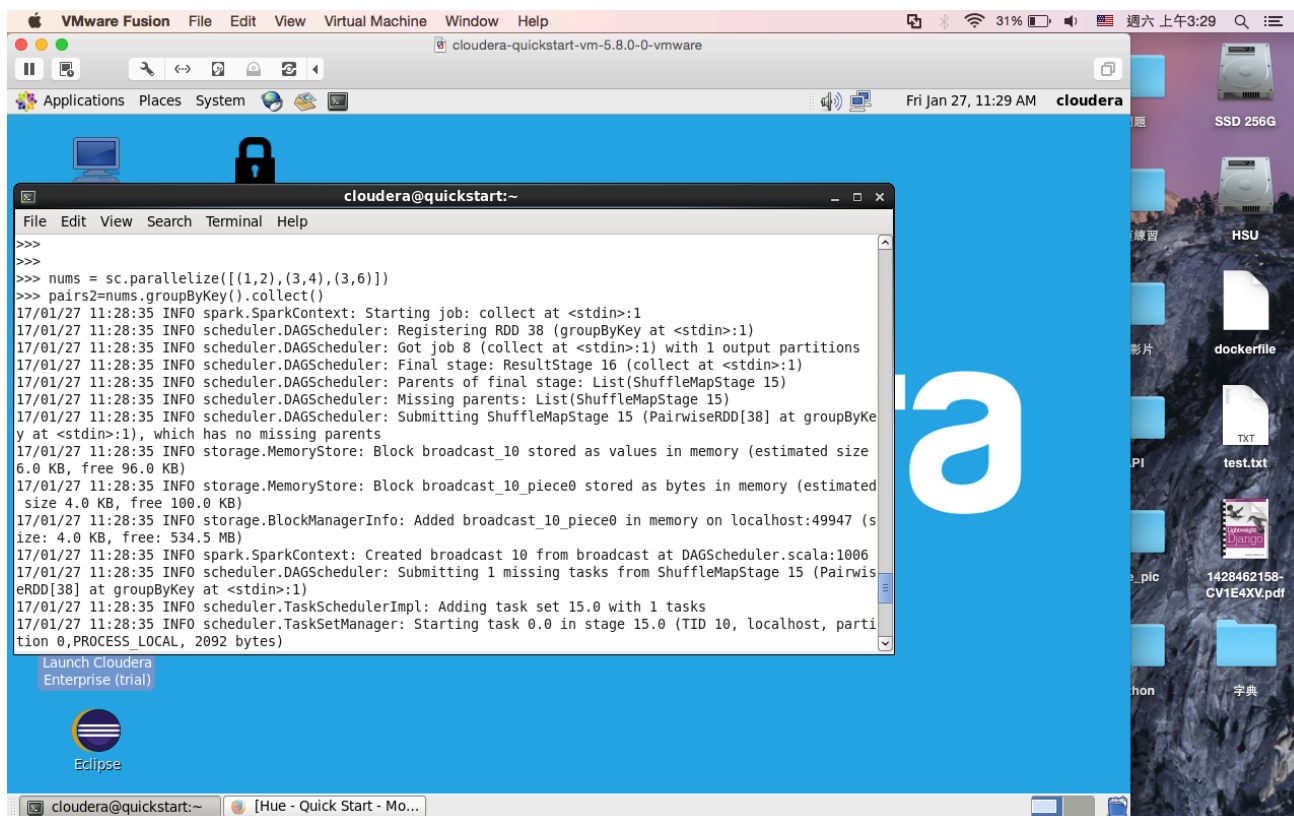 VMware Fusion File Edit View Virtual Machine Window Help 31% 週六 上午3:29
cloudera-quickstart-vm-5.8.0-0-vmware
Applications Places System Fri Jan 27, 11:29 AM cloudera
題 SSD 256G
cloudera@quickstart:~
File Edit View Search Terminal Help
>>>
>>>
>>> nums = sc.parallelize([(1,2),(3,4),(3,6)])
>>> pairs2=nums.groupByKey().collect()
17/01/27 11:28:35 INFO spark.SparkContext: Starting job: collect at <stdin>:1
17/01/27 11:28:35 INFO scheduler.DAGScheduler: Registering RDD 38 (groupByKey at <stdin>:1)
17/01/27 11:28:35 INFO scheduler.DAGScheduler: Got job 8 (collect at <stdin>:1) with 1 output partitions
17/01/27 11:28:35 INFO scheduler.DAGScheduler: Final stage: ResultStage 16 (collect at <stdin>:1)
17/01/27 11:28:35 INFO scheduler.DAGScheduler: Parents of final stage: List(ShuffleMapStage 15)
17/01/27 11:28:35 INFO scheduler.DAGScheduler: Missing parents: List(ShuffleMapStage 15)
17/01/27 11:28:35 INFO scheduler.DAGScheduler: Submitting ShuffleMapStage 15 (PairwiseRDD[38] at groupByKe
y at <stdin>:1), which has no missing parents
17/01/27 11:28:35 INFO storage.MemoryStore: Block broadcast_10 stored as values in memory (estimated size
6.0 KB, free 96.0 KB)
17/01/27 11:28:35 INFO storage.MemoryStore: Block broadcast_10_piece0 stored as bytes in memory (estimated
size 4.0 KB, free 100.0 KB)
17/01/27 11:28:35 INFO storage.BlockManagerInfo: Added broadcast_10_piece0 in memory on localhost:49947 (s
ize: 4.0 KB, free: 534.5 MB)
17/01/27 11:28:35 INFO spark.SparkContext: Created broadcast 10 from broadcast at DAGScheduler.scala:1006
17/01/27 11:28:35 INFO scheduler.DAGScheduler: Submitting 1 missing tasks from ShuffleMapStage 15 (Pairwis
eRDD[38] at groupByKey at <stdin>:1)
17/01/27 11:28:35 INFO scheduler.TaskSchedulerImpl: Adding task set 15.0 with 1 tasks
17/01/27 11:28:35 INFO scheduler.TaskSetManager: Starting task 0.0 in stage 15.0 (TID 10, localhost, parti
tion 0,PROCESS_LOCAL, 2092 bytes)
ra
練習 HSU
影片 dockerfile
TXT
PI test.txt
Lightweight
Django
e_pic 1428462158-
CV1E4XV.pdf
Launch Cloudera
Enterprise (trial)
thon 字典
Eclipse
cloudera@quickstart:~ [Hue - Quick Start - Mo...